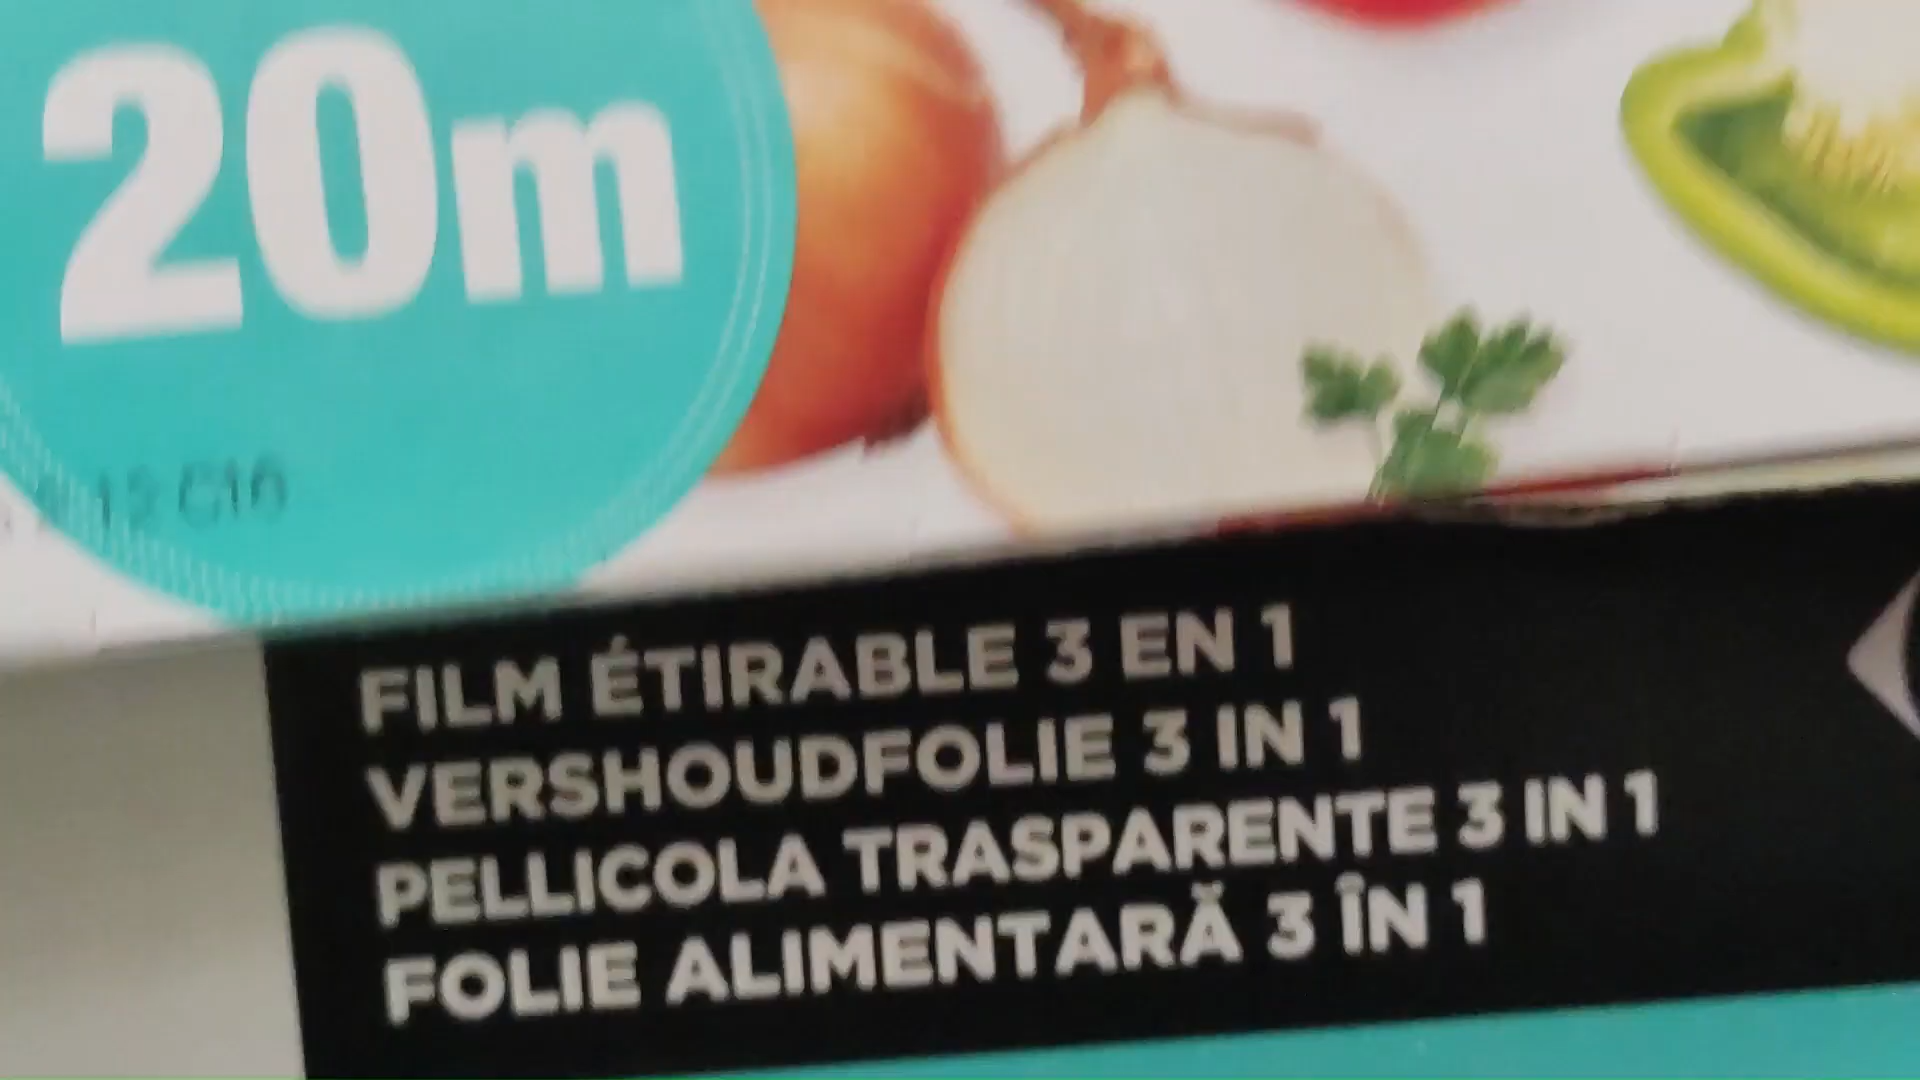 20m
FILM ÉTIRABLE 3 EN 1
VERSHOUDFOLIE 3 IN 1
PELLICOLA TRASPARENTE 3 IN 1
FOLIE ALIMENTARĂ 3 ÎN 1